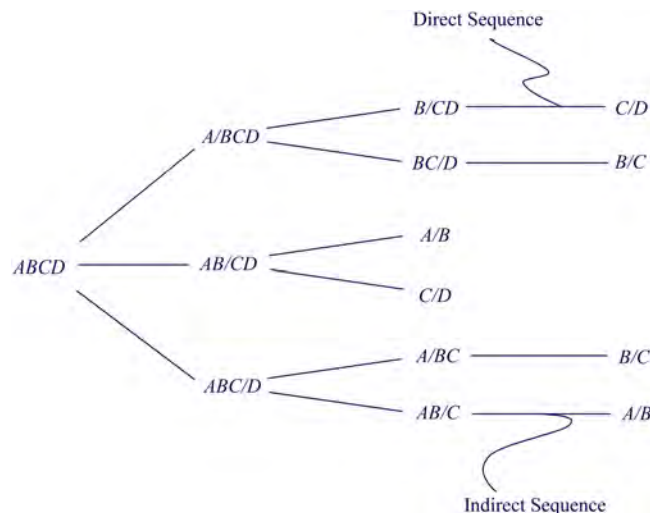 Direct Sequence
B/CD C/D
A/BCD
BC/D B/C
A/B
ABCD AB/CD
C/D
A/BC B/C
ABC/D
AB/C A/B
Indirect Sequence